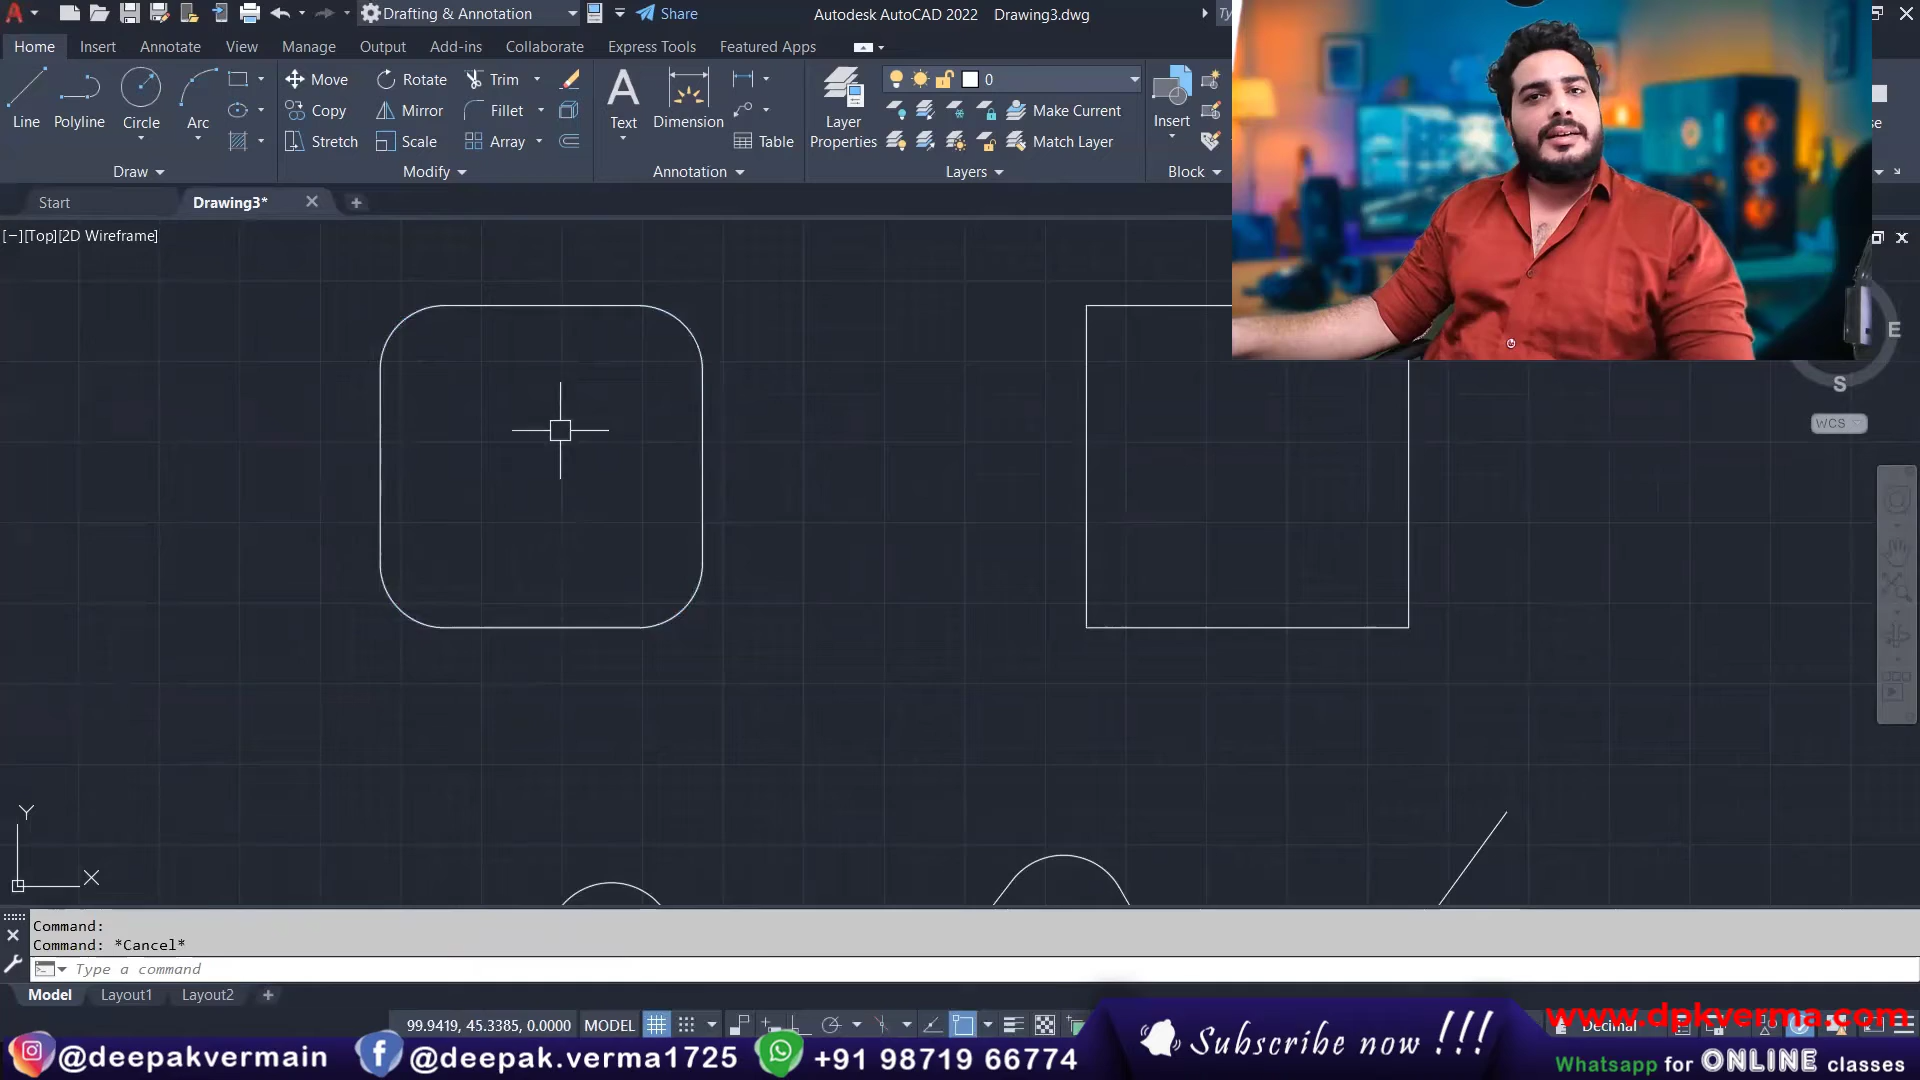 Drafting & Annotation
Share
Autodesk AutoCAD 2022 Drawing3.dwg
Ty
Home Insert Annotate View Manage Output Add-ins Collaborate Express Tools Featured Apps
Line
Polyline
Circle
Arc
Move
Rotate
Trim
Copy
Mirror
Fillet
Stretch
Scale
Array
Text
Dimension
Table
Layer
Properties
0
Make Current
Match Layer
Insert
Draw
Modify
Annotation
Layers
Block
Start
Drawing3*
[−][Top][2D Wireframe]
E
S
WCS
Y
X
Command:
Command: *Cancel*
Type a command
Model Layout1 Layout2
99.9419, 45.3385, 0.0000 MODEL
Decimal
www.dpkverma.com
@deepakvermain
@deepak.verma1725
+91 98719 66774
Subscribe now !!!
Whatsapp for ONLINE classes